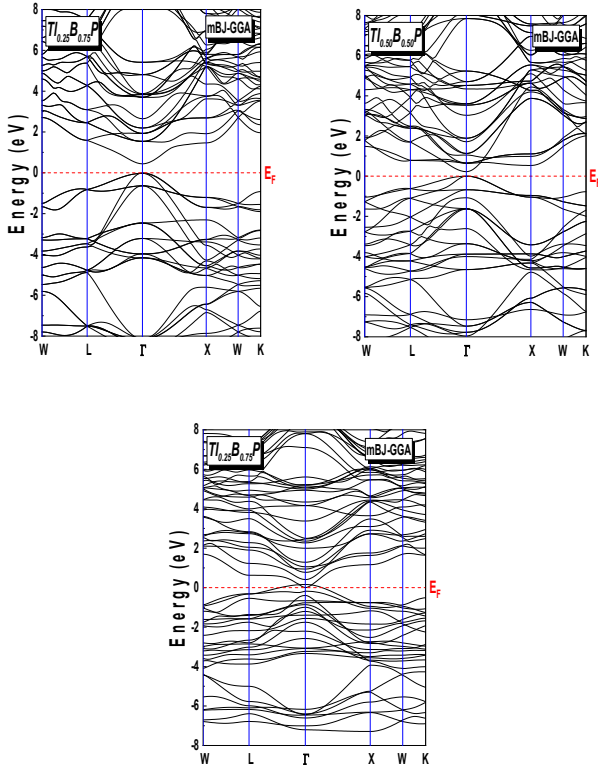 8
6
4
2
0
-2
-4
-6
-8
Energy (eV)
Tl0.25B0.75P
mBJ-GGA
EF
W L Γ X W K
8
6
4
2
0
-2
-4
-6
-8
Energy (eV)
Tl0.50B0.50P
mBJ-GGA
EF
W L Γ X W K
8
6
4
2
0
-2
-4
-6
-8
Energy (eV)
Tl0.25B0.75P
mBJ-GGA
EF
W L Γ X W K